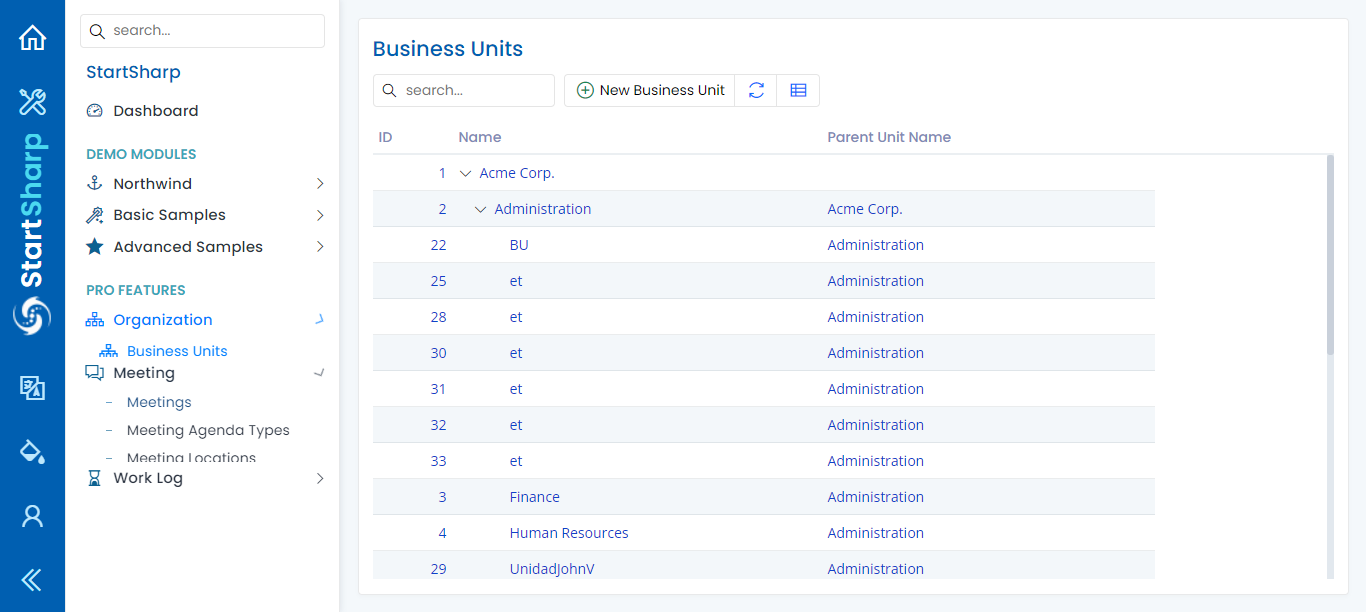 StartSharp
search...
StartSharp
Dashboard
DEMO MODULES
Northwind
Basic Samples
Advanced Samples
PRO FEATURES
Organization
Business Units
Meeting
Meetings
Meeting Agenda Types
Meeting Locations
Work Log
Business Units
search...
New Business Unit
ID Name Parent Unit Name
1 Acme Corp.
2 Administration Acme Corp.
22 BU Administration
25 et Administration
28 et Administration
30 et Administration
31 et Administration
32 et Administration
33 et Administration
3 Finance Administration
4 Human Resources Administration
29 UnidadJohnV Administration